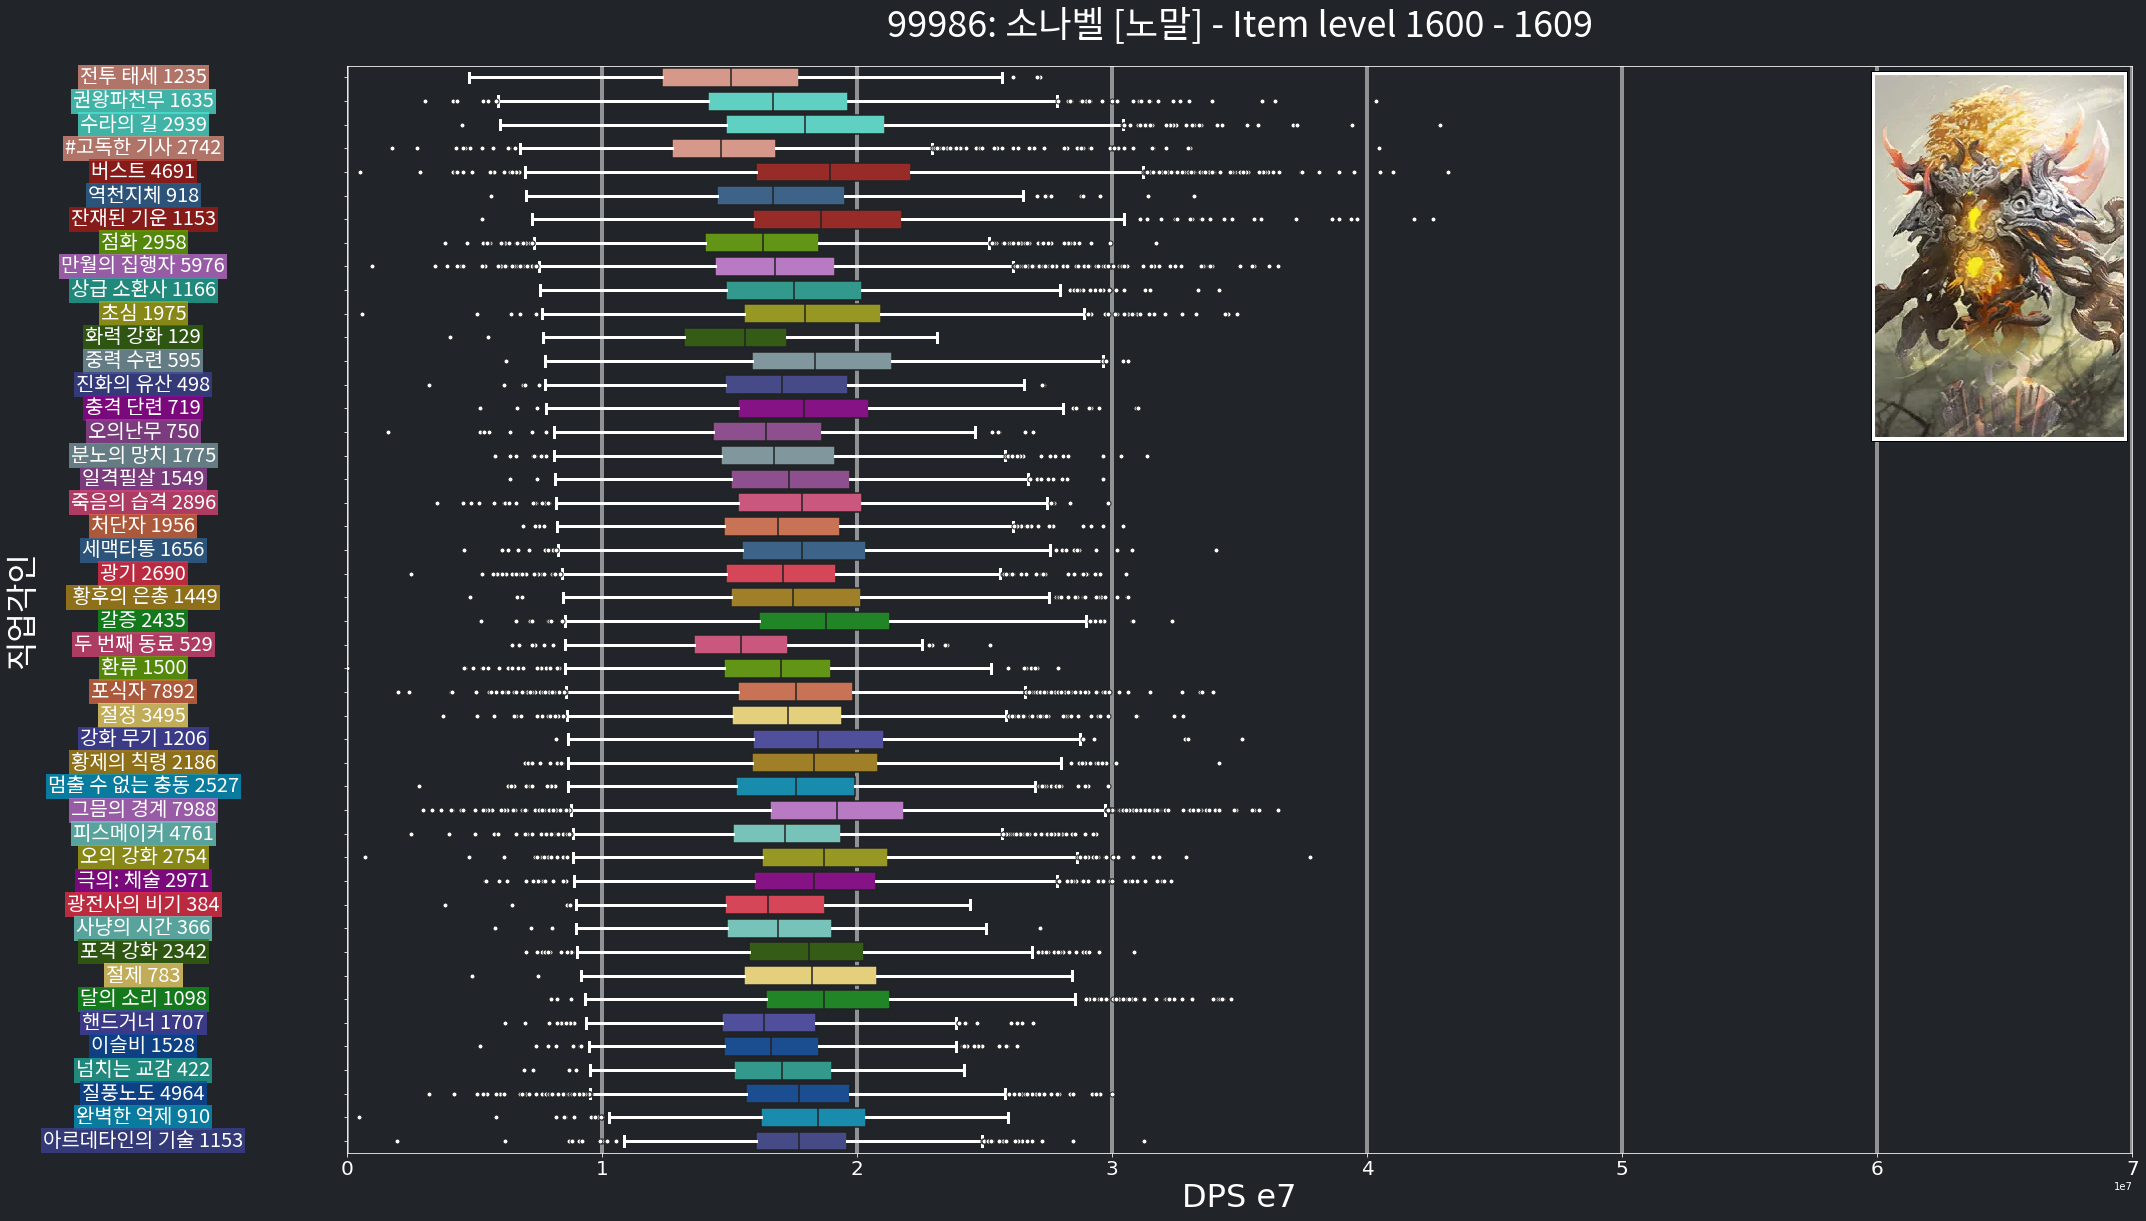 99986: 소나벨 [노말] - Item level 1600 - 1609
직업각인
전투 태세 1235
권왕파천무 1635
수라의 길 2939
#고독한 기사 2742
버스트 4691
역천지체 918
잔재된 기운 1153
점화 2958
만월의 집행자 5976
상급 소환사 1166
초심 1975
화력 강화 129
중력 수련 595
진화의 유산 498
충격 단련 719
오의난무 750
분노의 망치 1775
일격필살 1549
죽음의 습격 2896
처단자 1956
세맥타통 1656
광기 2690
황후의 은총 1449
갈증 2435
두 번째 동료 529
환류 1500
포식자 7892
절정 3495
강화 무기 1206
황제의 칙령 2186
멈출 수 없는 충동 2527
그믐의 경계 7988
피스메이커 4761
오의 강화 2754
극의: 체술 2971
광전사의 비기 384
사냥의 시간 366
포격 강화 2342
절제 783
달의 소리 1098
핸드거너 1707
이슬비 1528
넘치는 교감 422
질풍노도 4964
완벽한 억제 910
아르데타인의 기술 1153
0 1 2 3 4 5 6 7
1e7
DPS e7